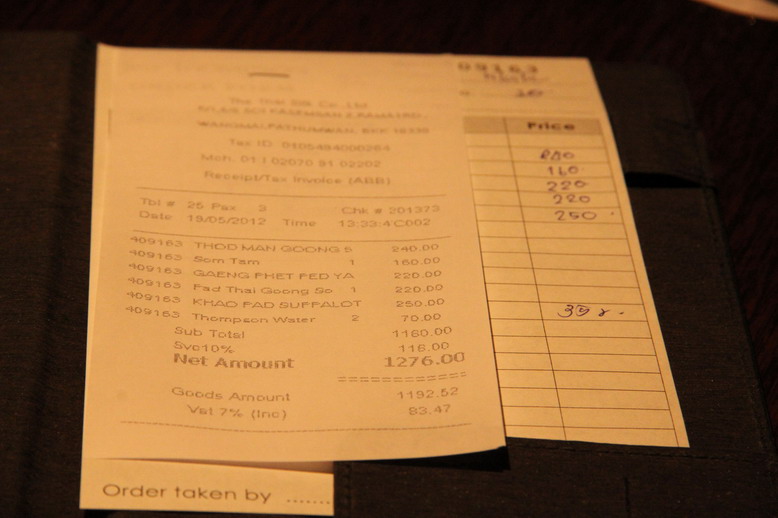 The Thai Silk Co.,Ltd
Tax ID
Receipt/Tax Invoice (ABB)
Tbl # 25 Pax 3 Chk # 201373
Date 19/05/2012 Time 13:33:4 C002
409163 THOD MAN GOONG 5 240.00
409163 Som Tam 1 160.00
409163 GAENG PHET PED YA 220.00
409163 Pad Thai Goong So 1 220.00
409163 KHAO PAD SUPPALOT 250.00
409163 Thompson Water 2 70.00
Sub Total 1160.00
Svc10% 116.00
Net Amount 1276.00
===========
Goods Amount 1192.52
Vat 7% (Inc) 83.47
Order taken by ......
09163
Price
160
220
220
250